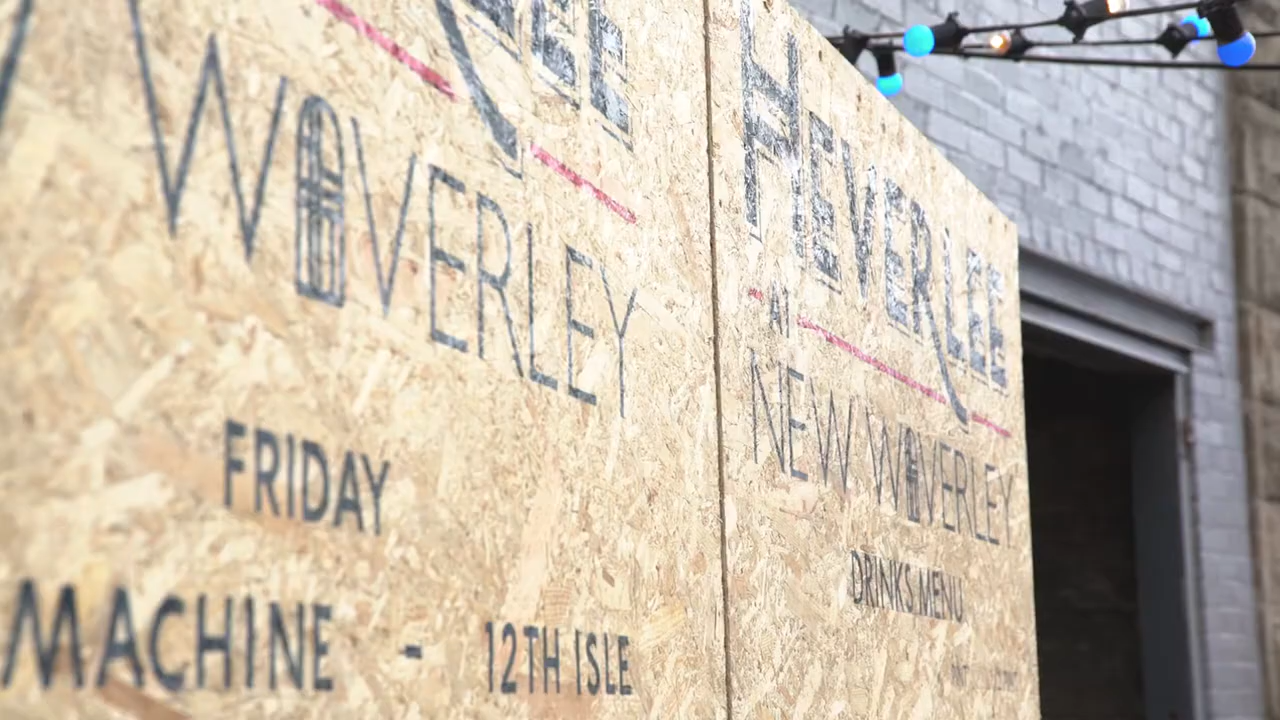 WAVERLEY
FRIDAY
MACHINE - 12TH ISLE
HEVERLEE
AT
NEW WAVERLEY
DRINKS MENU